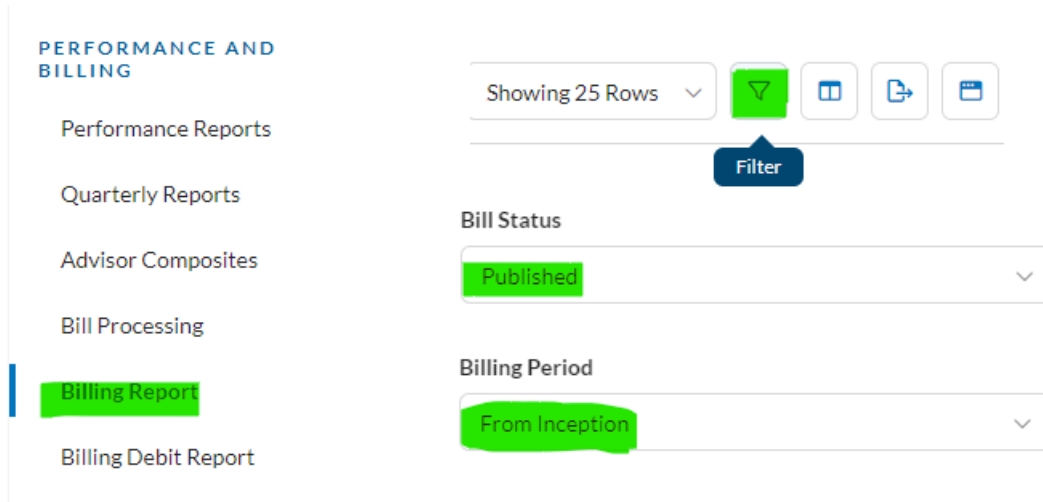 PERFORMANCE AND
BILLING
Performance Reports
Quarterly Reports
Advisor Composites
Bill Processing
Billing Report
Billing Debit Report
Showing 25 Rows
Filter
Bill Status
Published
Billing Period
From Inception